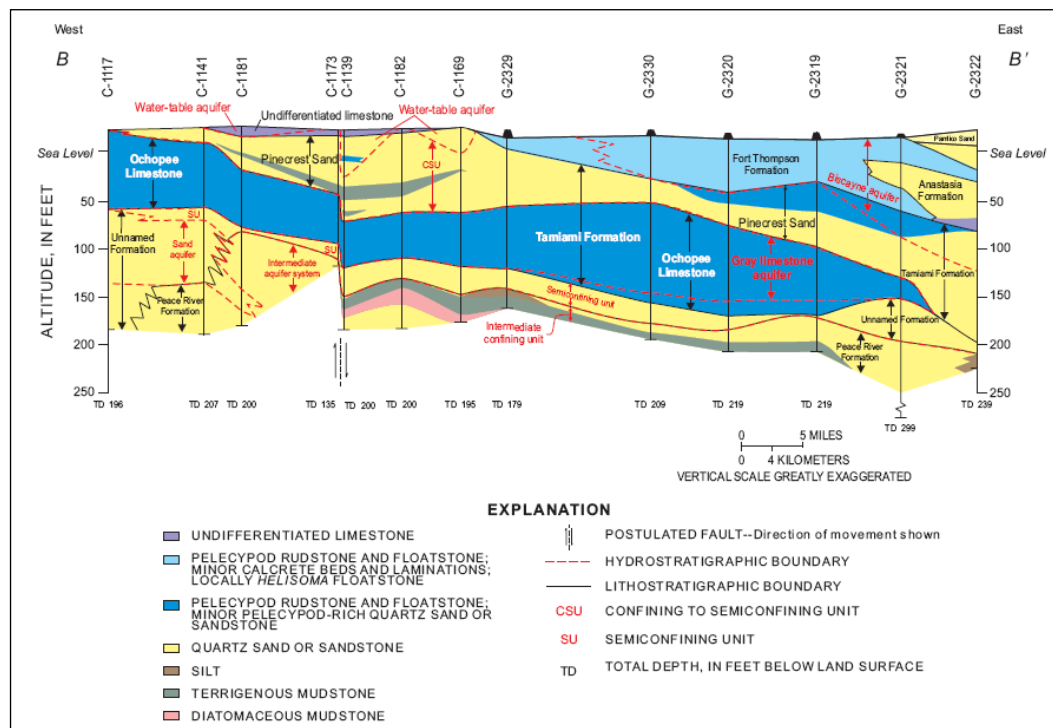 West
East
B
B'
C-1117
C-1141
C-1181
C-1173
C-1139
C-1182
C-1169
G-2329
G-2330
G-2320
G-2319
G-2321
G-2322
Water-table aquifer
Undifferentiated limestone
Water-table aquifer
Pamlico Sand
Sea Level
Sea Level
Ochopee
Limestone
Pinecrest Sand
CSU
Fort Thompson
Formation
Biscayne aquifer
Anastasia
Formation
50
50
SU
Unnamed
Formation
Sand
aquifer
Pinecrest Sand
Tamiami Formation
Ochopee
Limestone
Gray limestone
aquifer
100
100
SU
Intermediate
aquifer system
Tamiami Formation
Semiconfining unit
150
150
Peace River
Formation
Intermediate
confining unit
Unnamed Formation
Peace River
Formation
200
200
250
250
ALTITUDE, IN FEET
TD 196
TD 207
TD 200
TD 135
TD 200
TD 200
TD 195
TD 179
TD 209
TD 219
TD 219
TD 299
TD 239
0 5 MILES
0 4 KILOMETERS
VERTICAL SCALE GREATLY EXAGGERATED
EXPLANATION
UNDIFFERENTIATED LIMESTONE
PELECYPOD RUDSTONE AND FLOATSTONE;
MINOR CALCRETE BEDS AND LAMINATIONS;
LOCALLY HELISOMA FLOATSTONE
PELECYPOD RUDSTONE AND FLOATSTONE;
MINOR PELECYPOD-RICH QUARTZ SAND OR
SANDSTONE
QUARTZ SAND OR SANDSTONE
SILT
TERRIGENOUS MUDSTONE
DIATOMACEOUS MUDSTONE
POSTULATED FAULT--Direction of movement shown
HYDROSTRATIGRAPHIC BOUNDARY
LITHOSTRATIGRAPHIC BOUNDARY
CSU CONFINING TO SEMICONFINING UNIT
SU SEMICONFINING UNIT
TD TOTAL DEPTH, IN FEET BELOW LAND SURFACE